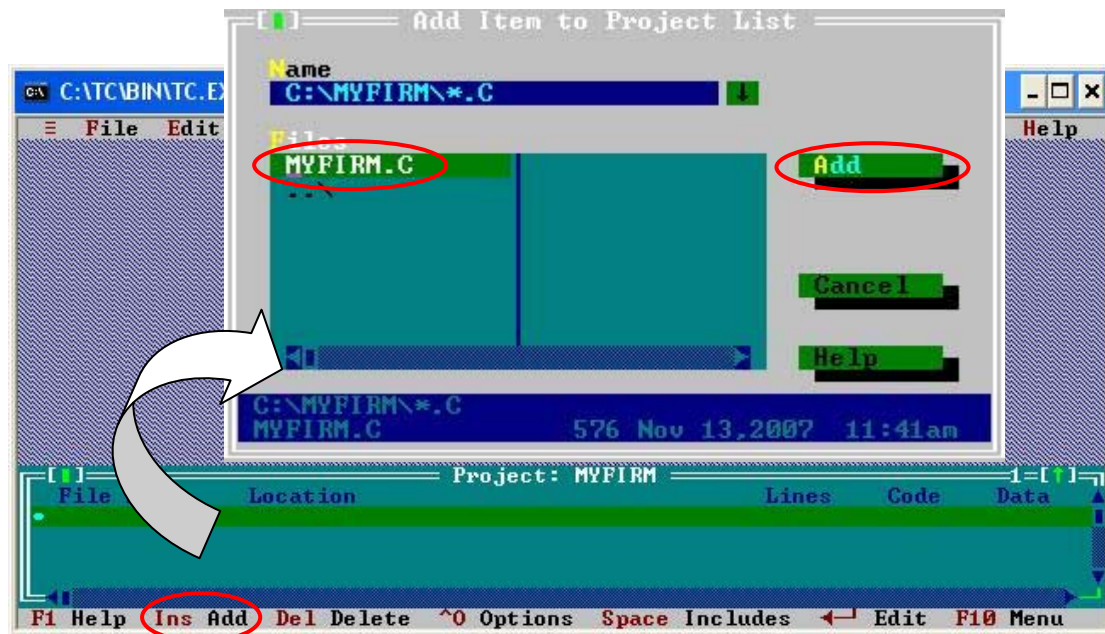 Add Item to Project List
Name
C:\MYFIRM\*.C
Files
MYFIRM.C
..\
Add
Cancel
Help
C:\MYFIRM\*.C
MYFIRM.C 576 Nov 13,2007 11:41am
C:\TC\BIN\TC.EX
≡ File Edit Help
Project: MYFIRM 1=[↑]
File Location Lines Code Data
F1 Help Ins Add Del Delete ^O Options Space Includes ←┘ Edit F10 Menu